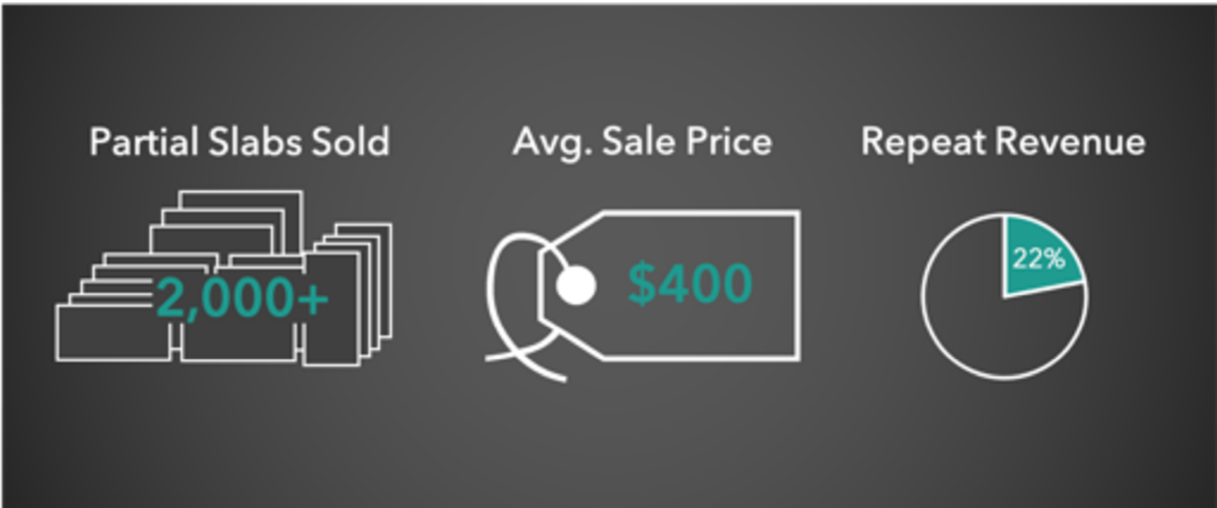 Partial Slabs Sold
2,000+
Avg. Sale Price
$400
Repeat Revenue
22%